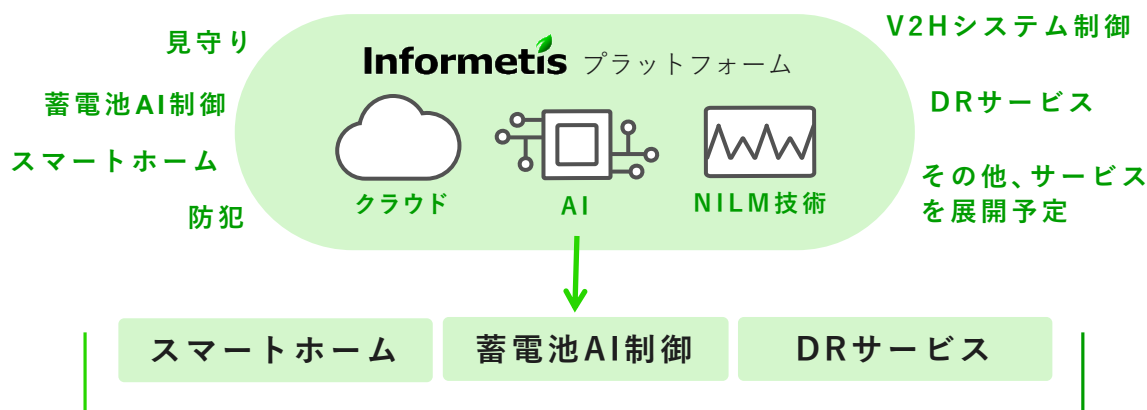 見守り
蓄電池AI制御
スマートホーム
防犯
Informetis プラットフォーム
クラウド
AI
NILM技術
V2Hシステム制御
DRサービス
その他、サービス
を展開予定
スマートホーム
蓄電池AI制御
DRサービス